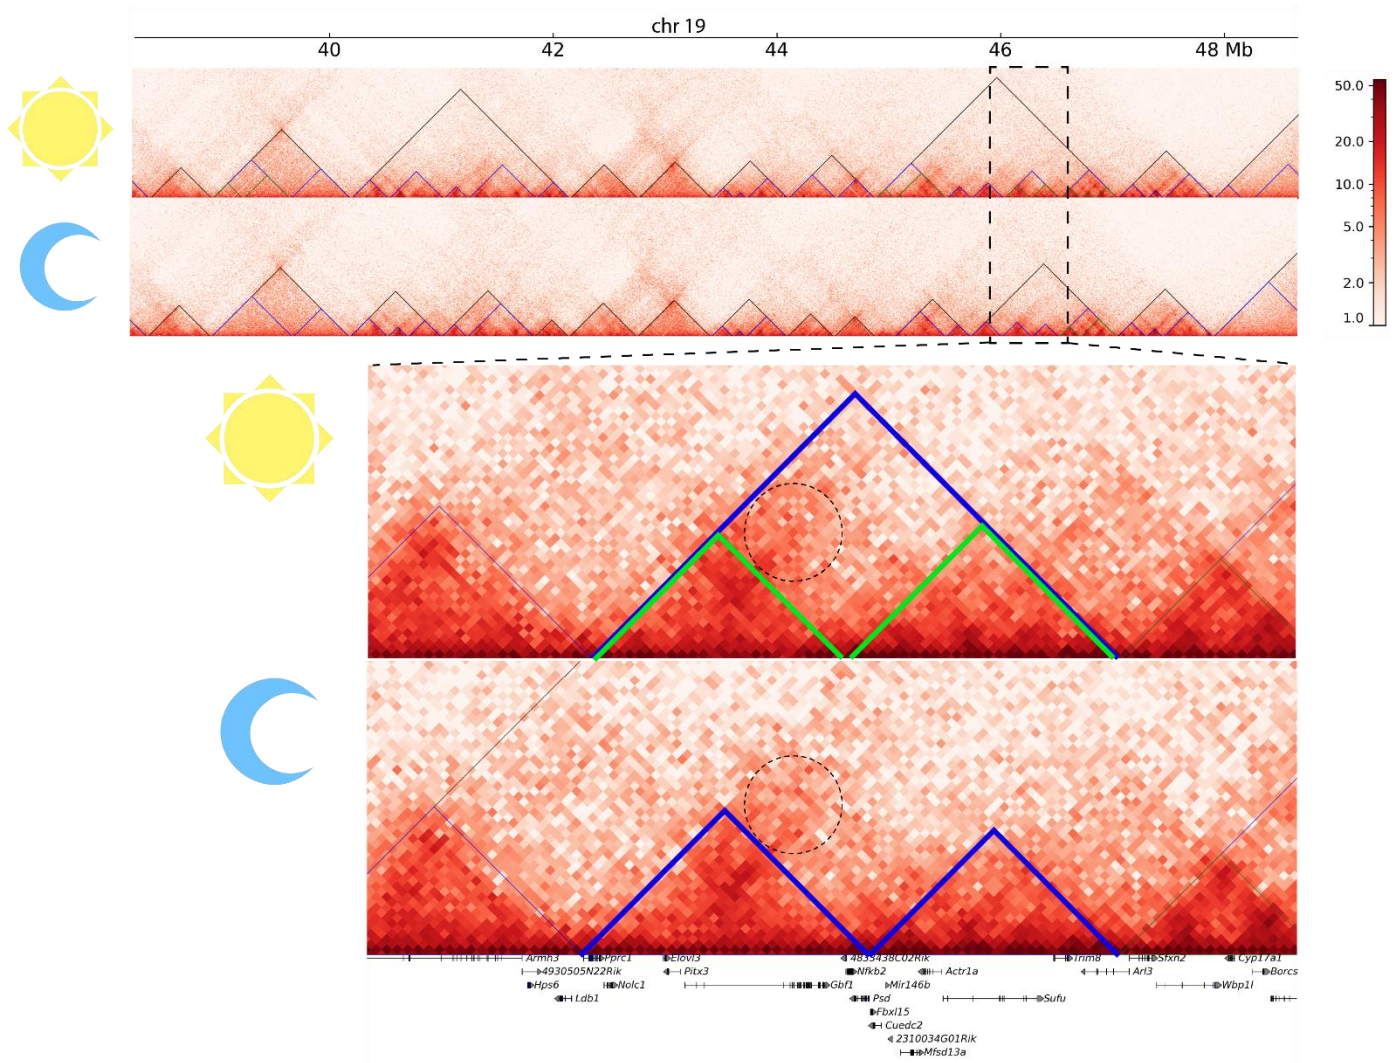 chr 19
40 42 44 46 48 Mb
50.0
20.0
10.0
5.0
2.0
1.0
Armh3 Pprc1 Elovl3 4833438C02Rik Trim8 Sfxn2 Cyp17a1
4930505N22Rik Pitx3 Nfkb2 Actr1a Arl3 Borcs
Hps6 Nolc1 Gbf1 Mir146b Wbp1l
Ldb1 Psd Sufu
Fbxl15
Cuedc2
2310034G01Rik
Mfsd13a